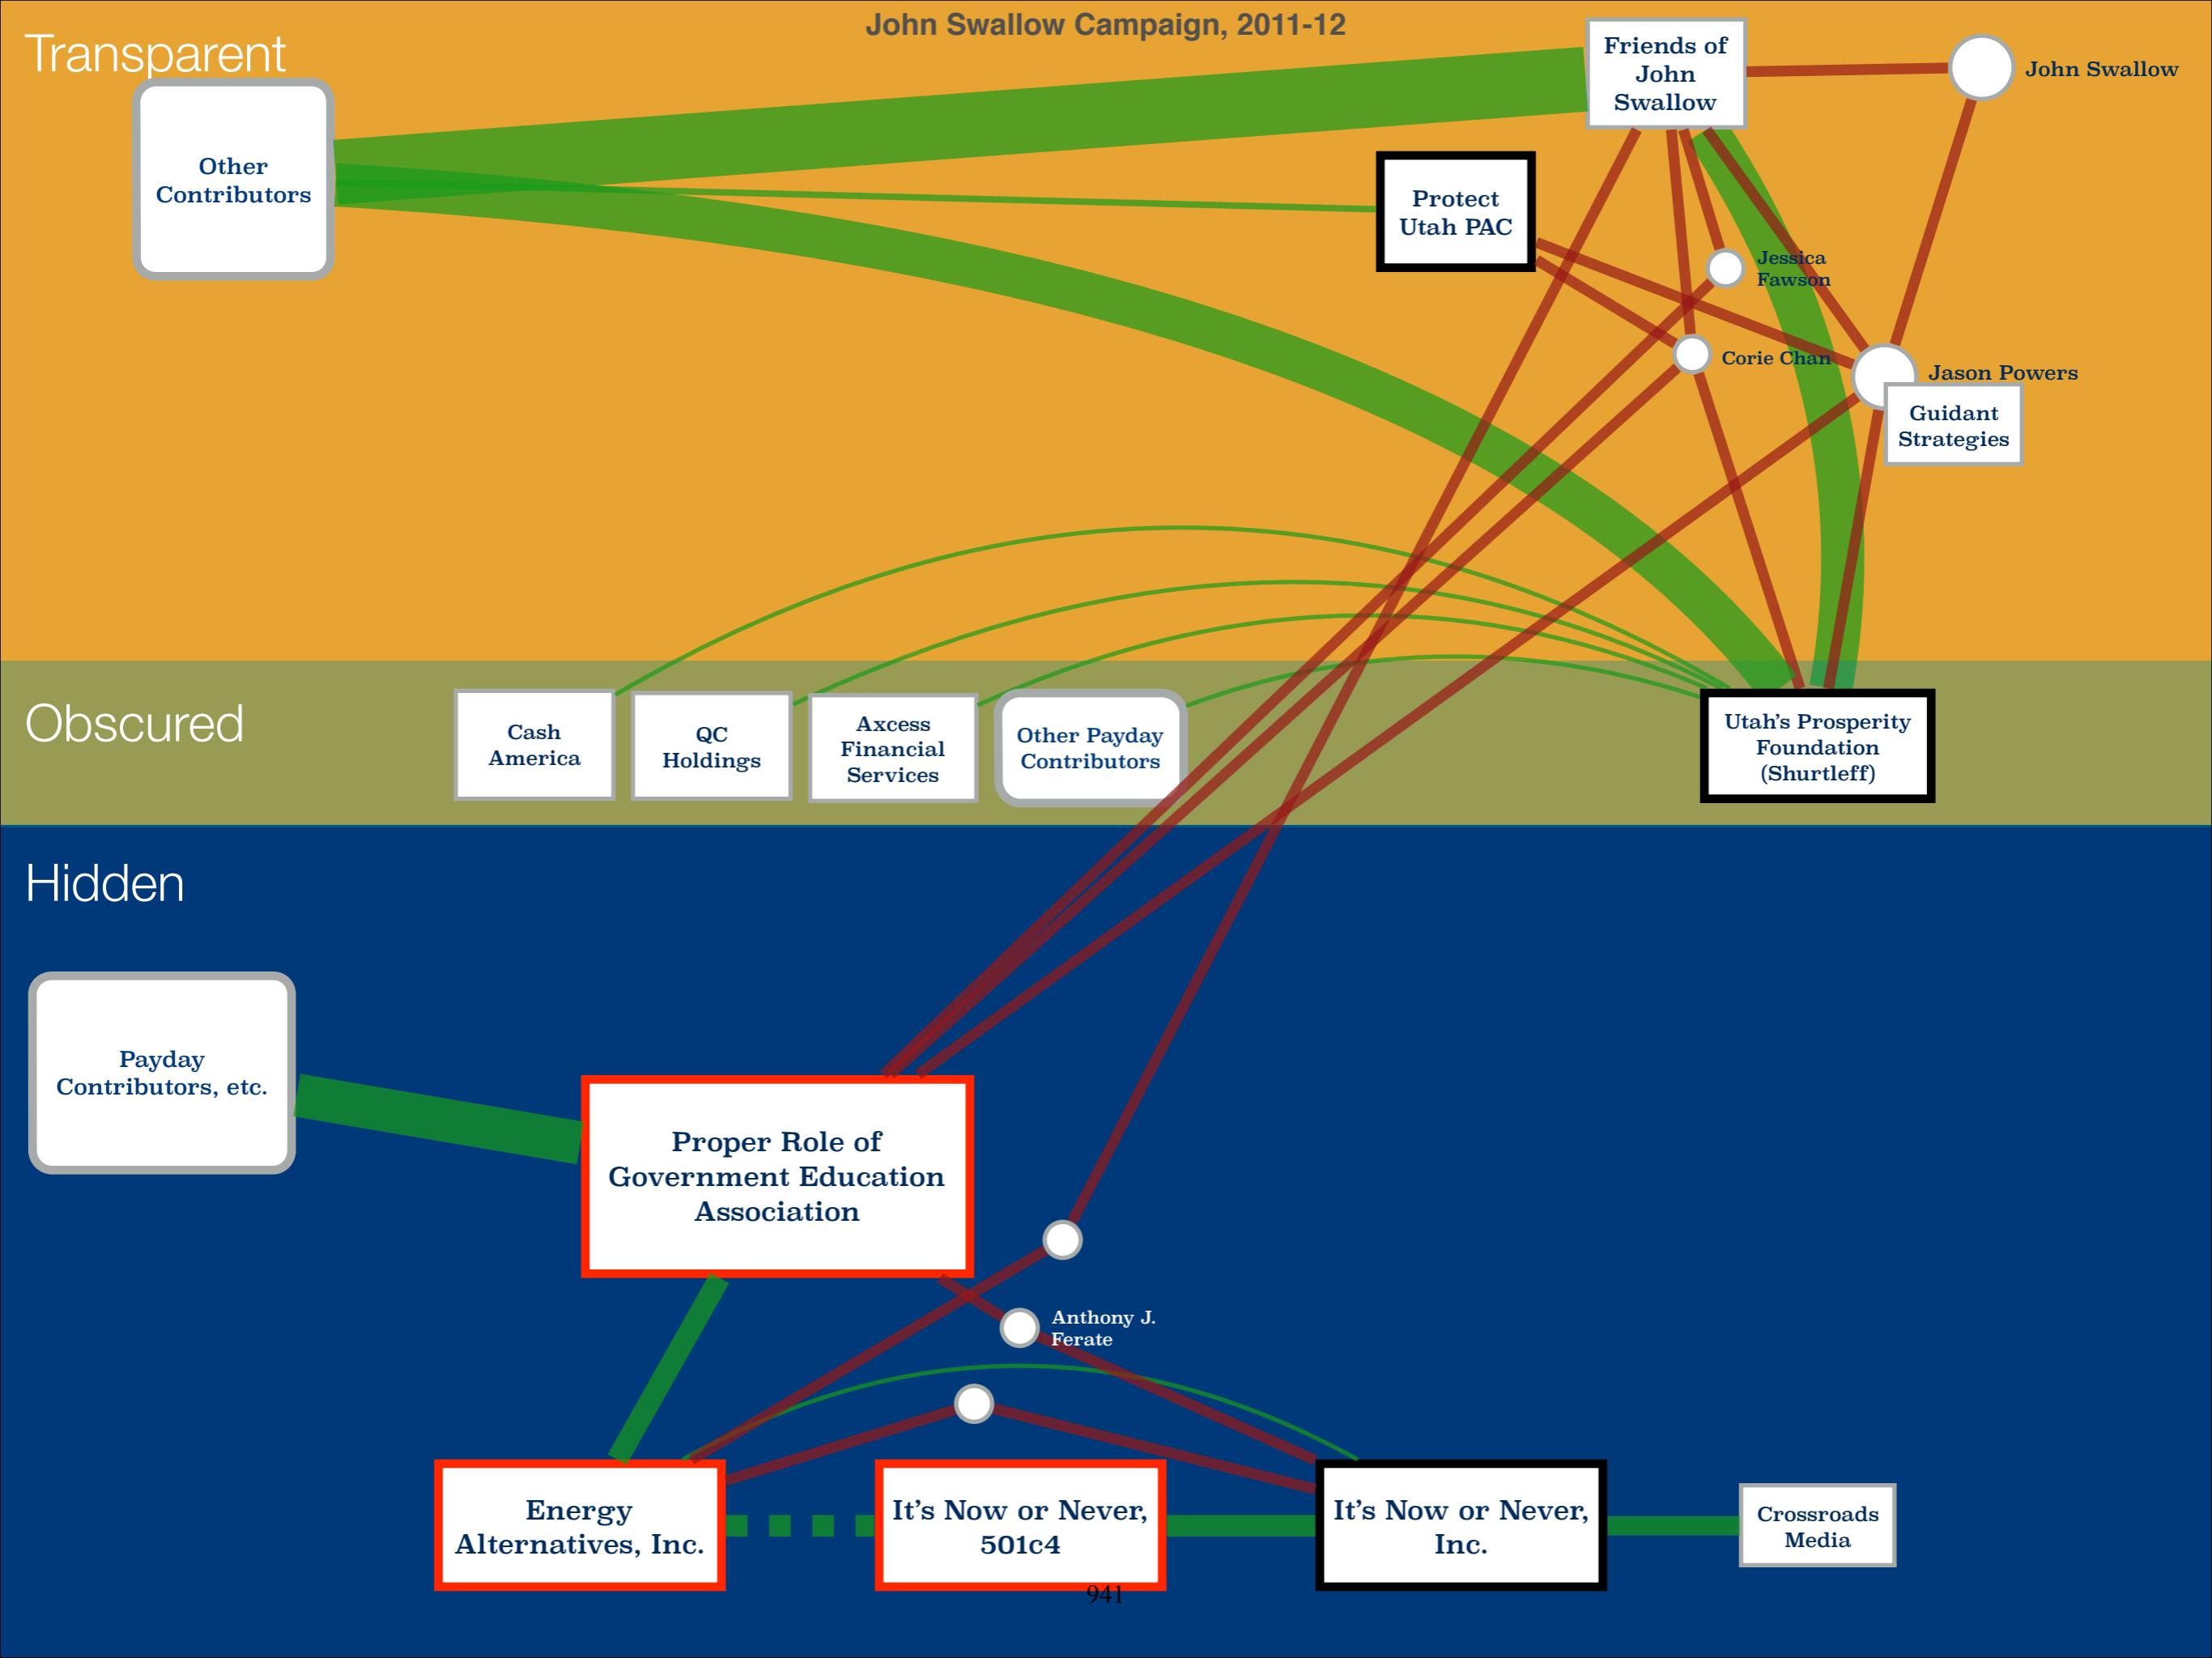 John Swallow Campaign, 2011-12
Transparent
Friends of
John
Swallow
John Swallow
Other
Contributors
Protect
Utah PAC
Jessica
Fawson
Corie Chan
Jason Powers
Guidant
Strategies
Obscured
Cash
America
QC
Holdings
Axcess
Financial
Services
Other Payday
Contributors
Utah's Prosperity
Foundation
(Shurtleff)
Hidden
Payday
Contributors, etc.
Proper Role of
Government Education
Association
Anthony J.
Ferate
Energy
Alternatives, Inc.
It's Now or Never,
501c4
It's Now or Never,
Inc.
Crossroads
Media
941